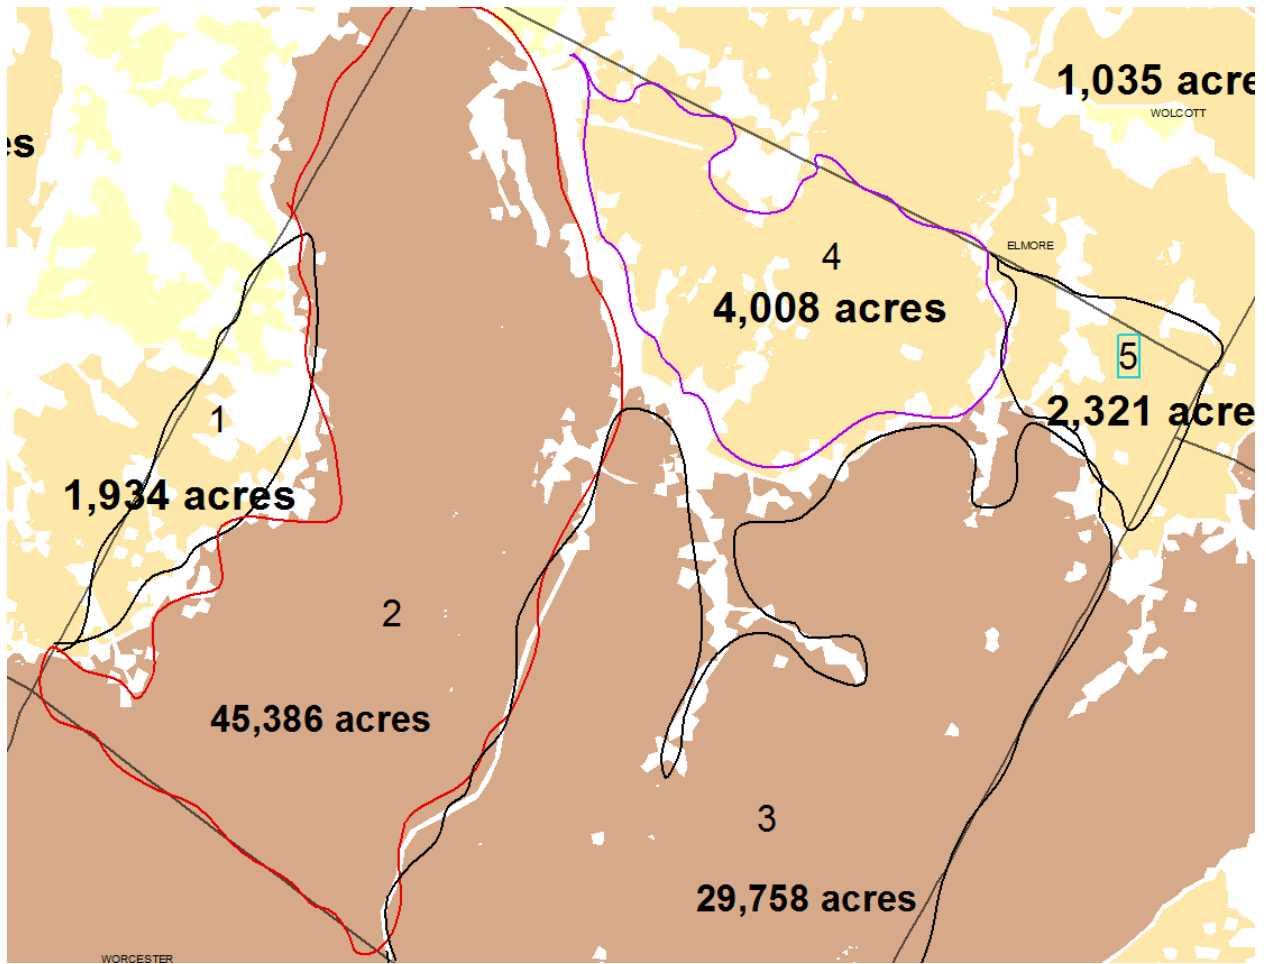 1,035 acre
WOLCOTT
es
ELMORE
4
4,008 acres
5
2,321 acre
1
1,934 acres
2
45,386 acres
3
29,758 acres
WORCESTER